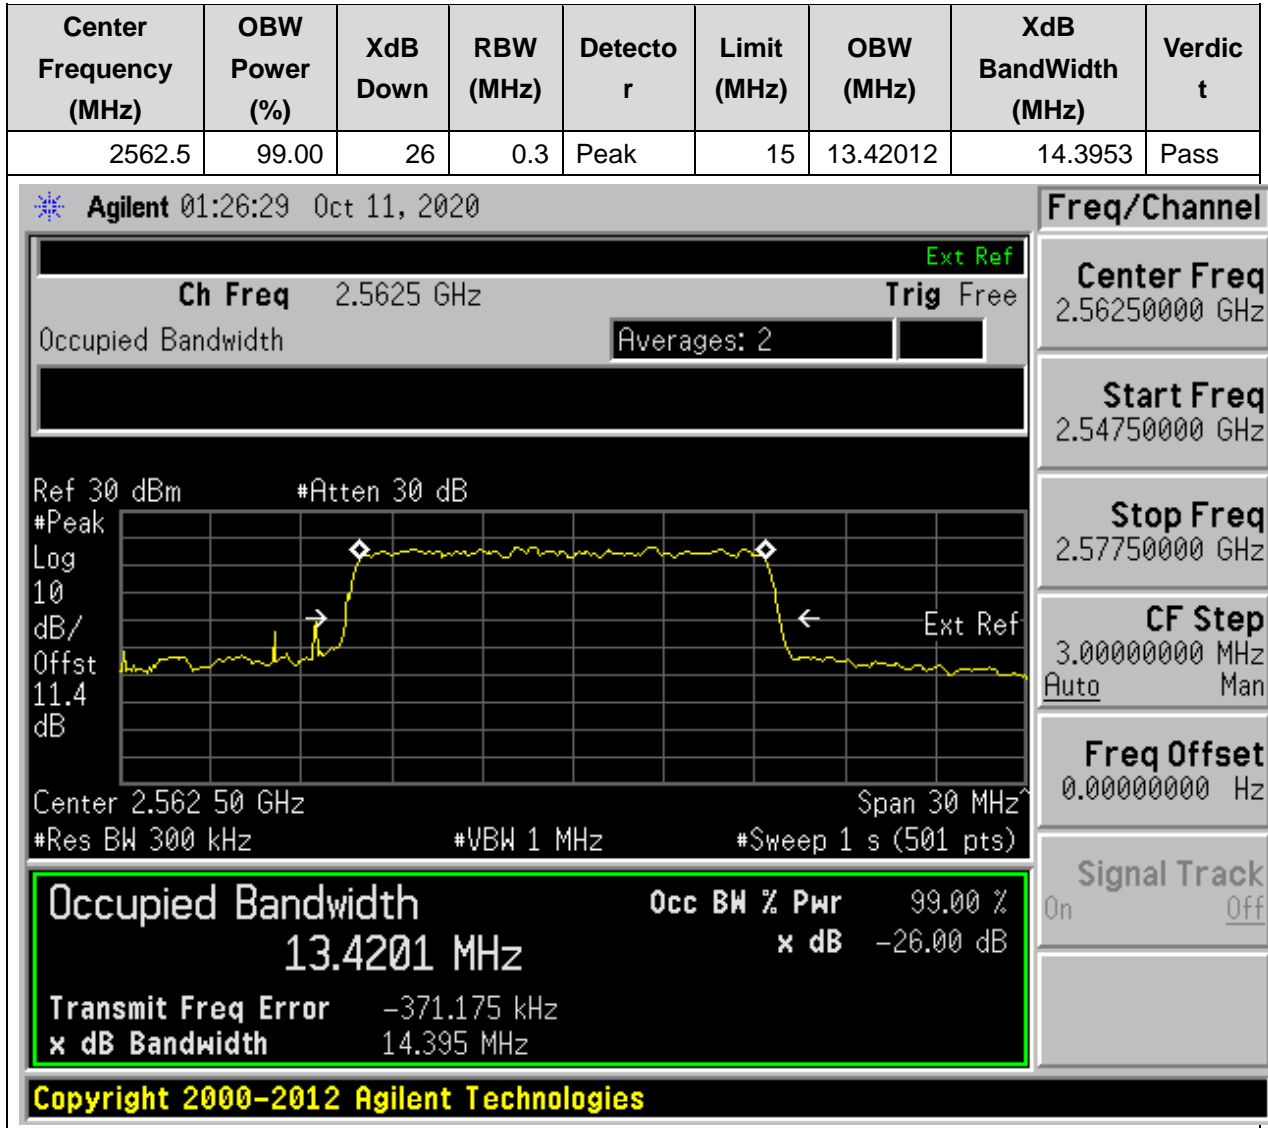 Center Frequency (MHz) OBW Power (%) XdB Down RBW (MHz) Detecto r Limit (MHz) OBW (MHz) XdB BandWidth (MHz) Verdic t
2562.5 99.00 26 0.3 Peak 15 13.42012 14.3953 Pass
Agilent 01:26:29 Oct 11, 2020
Freq/Channel
Ext Ref
Ch Freq 2.5625 GHz Trig Free
Occupied Bandwidth Averages: 2
Center Freq
2.56250000 GHz
Start Freq
2.54750000 GHz
Stop Freq
2.57750000 GHz
CF Step
3.00000000 MHz
Auto Man
Freq Offset
0.00000000 Hz
Signal Track
On Off
Ref 30 dBm #Atten 30 dB
#Peak
Log
10
dB/
Offst
11.4
dB
Ext Ref
Center 2.562 50 GHz Span 30 MHz^
#Res BW 300 kHz #VBW 1 MHz #Sweep 1 s (501 pts)
Occupied Bandwidth Occ BW % Pwr 99.00 %
13.4201 MHz x dB -26.00 dB
Transmit Freq Error -371.175 kHz
x dB Bandwidth 14.395 MHz
Copyright 2000-2012 Agilent Technologies